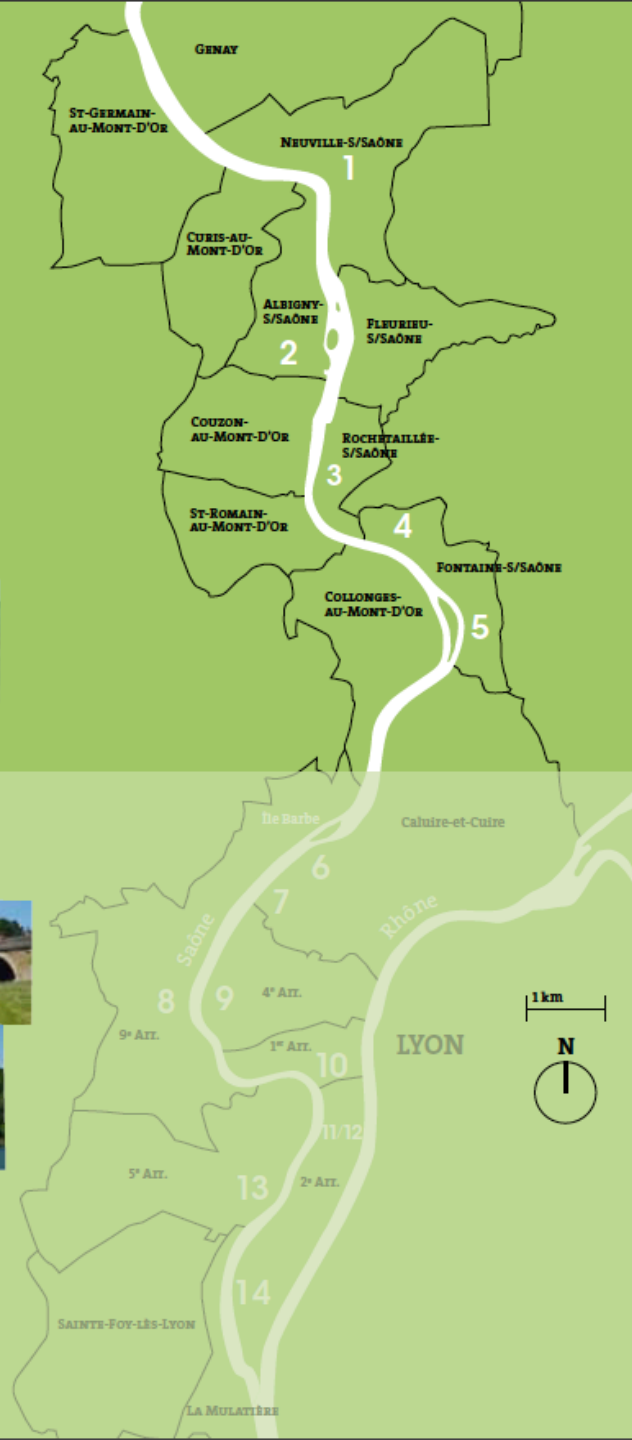 GENAY
ST-GERMAIN-
AU-MONT-D'OR
NEUVILLE-S/SAÔNE
1
CURIS-AU-
MONT-D'OR
ALBIGNY-
S/SAÔNE
FLEURIEU-
S/SAÔNE
2
COUZON-
AU-MONT-D'OR
ROCHETAILLÉE-
S/SAÔNE
3
ST-ROMAIN-
AU-MONT-D'OR
4
FONTAINE-S/SAÔNE
COLLONGES-
AU-MONT-D'OR
5
Île Barbe
Caluire-et-Cuire
6
7
Rhône
Saône
8
9
4e Arr.
1 km
9e Arr.
1er Arr.
LYON
N
10
11/12
5e Arr.
13
2e Arr.
14
SAINTE-FOY-LÈS-LYON
LA MULATIÈRE